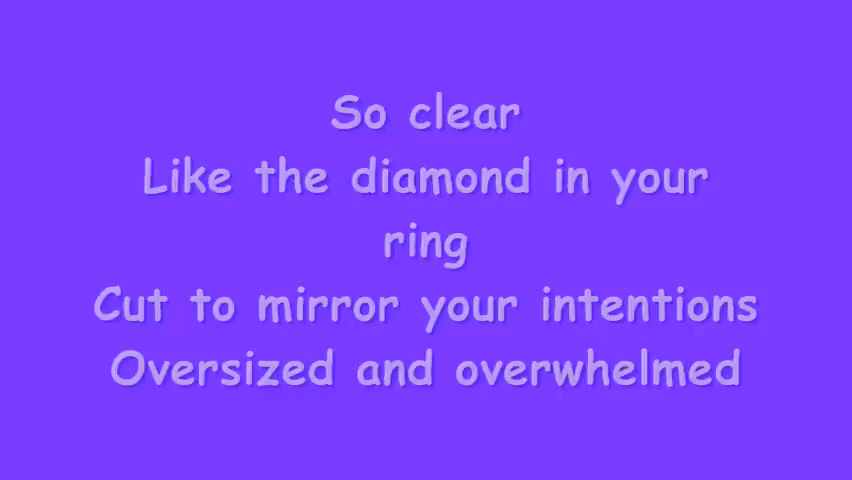 So clear
Like the diamond in your
ring
Cut to mirror your intentions
Oversized and overwhelmed